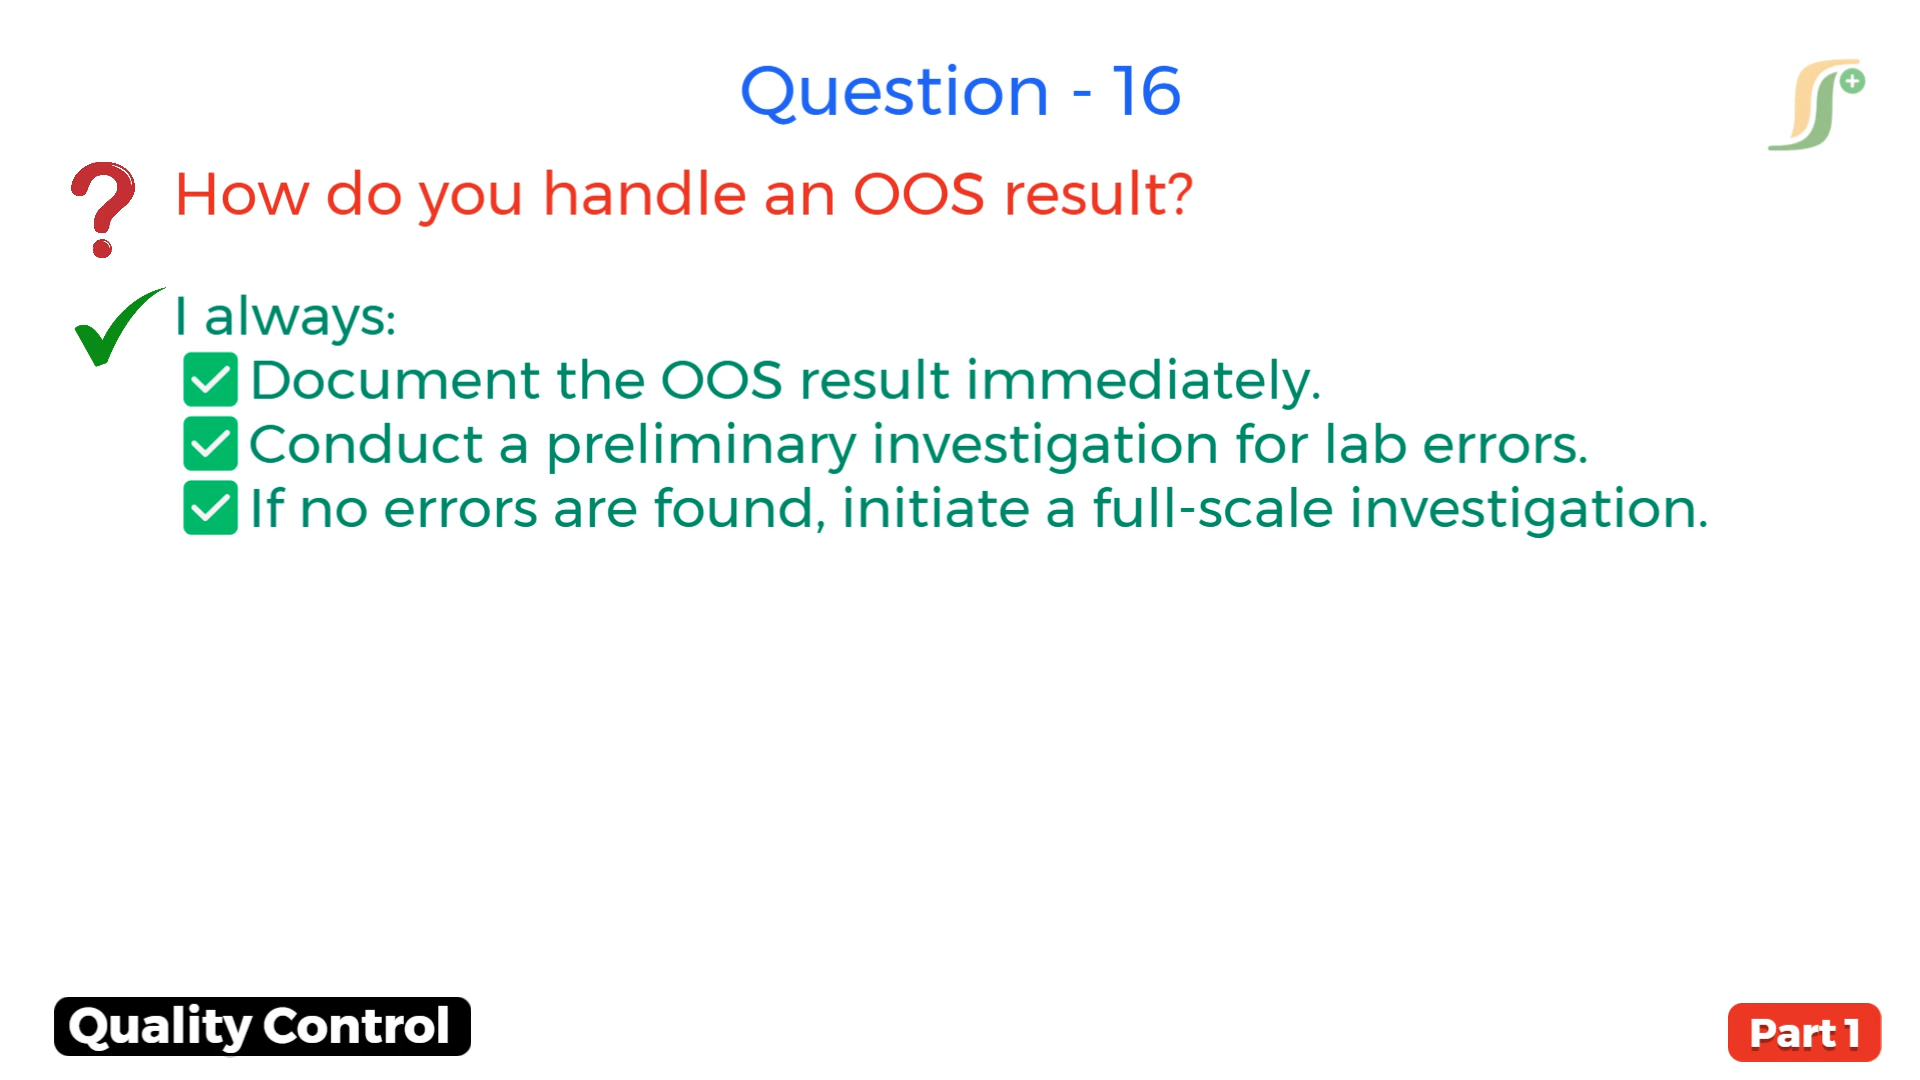 Question - 16
How do you handle an OOS result?
I always:
Document the OOS result immediately.
Conduct a preliminary investigation for lab errors.
If no errors are found, initiate a full-scale investigation.
Quality Control
Part 1